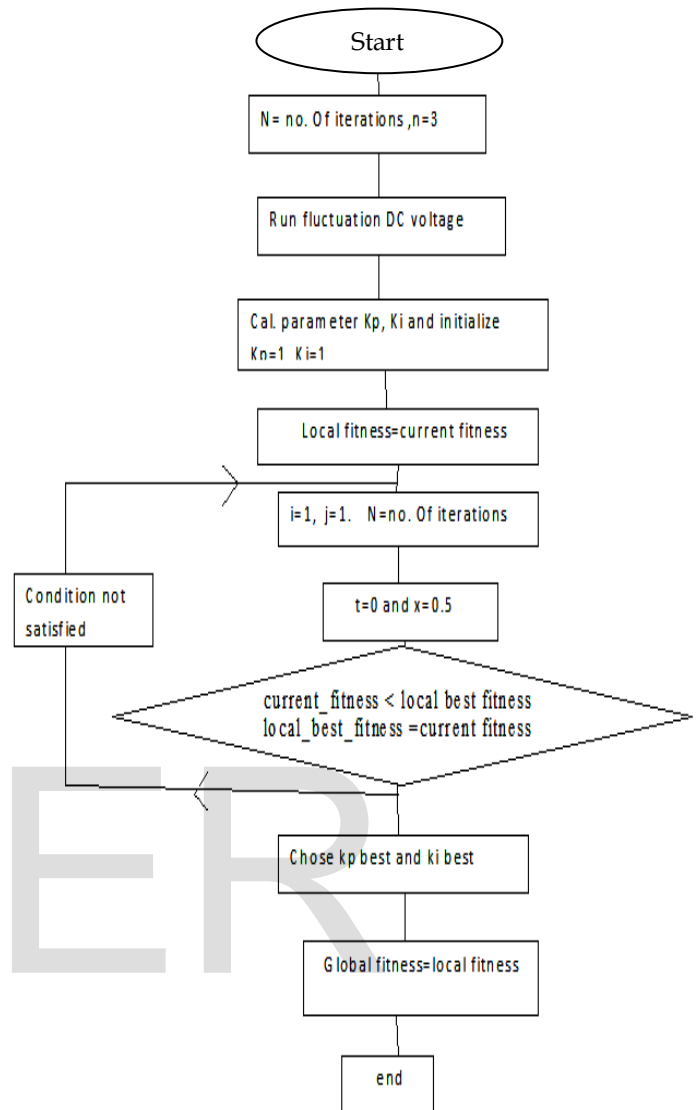 Start
N= no. Of iterations ,n=3
Run fluctuation DC voltage
Cal. parameter Kp, Ki and initialize
Kp=1 Ki=1
Local fitness=current fitness
i=1, j=1. N=no. Of iterations
Condition not
satisfied
t=0 and x=0.5
current_fitness < local best fitness
local_best_fitness =current fitness
Chose kp best and ki best
Global fitness=local fitness
end
ER